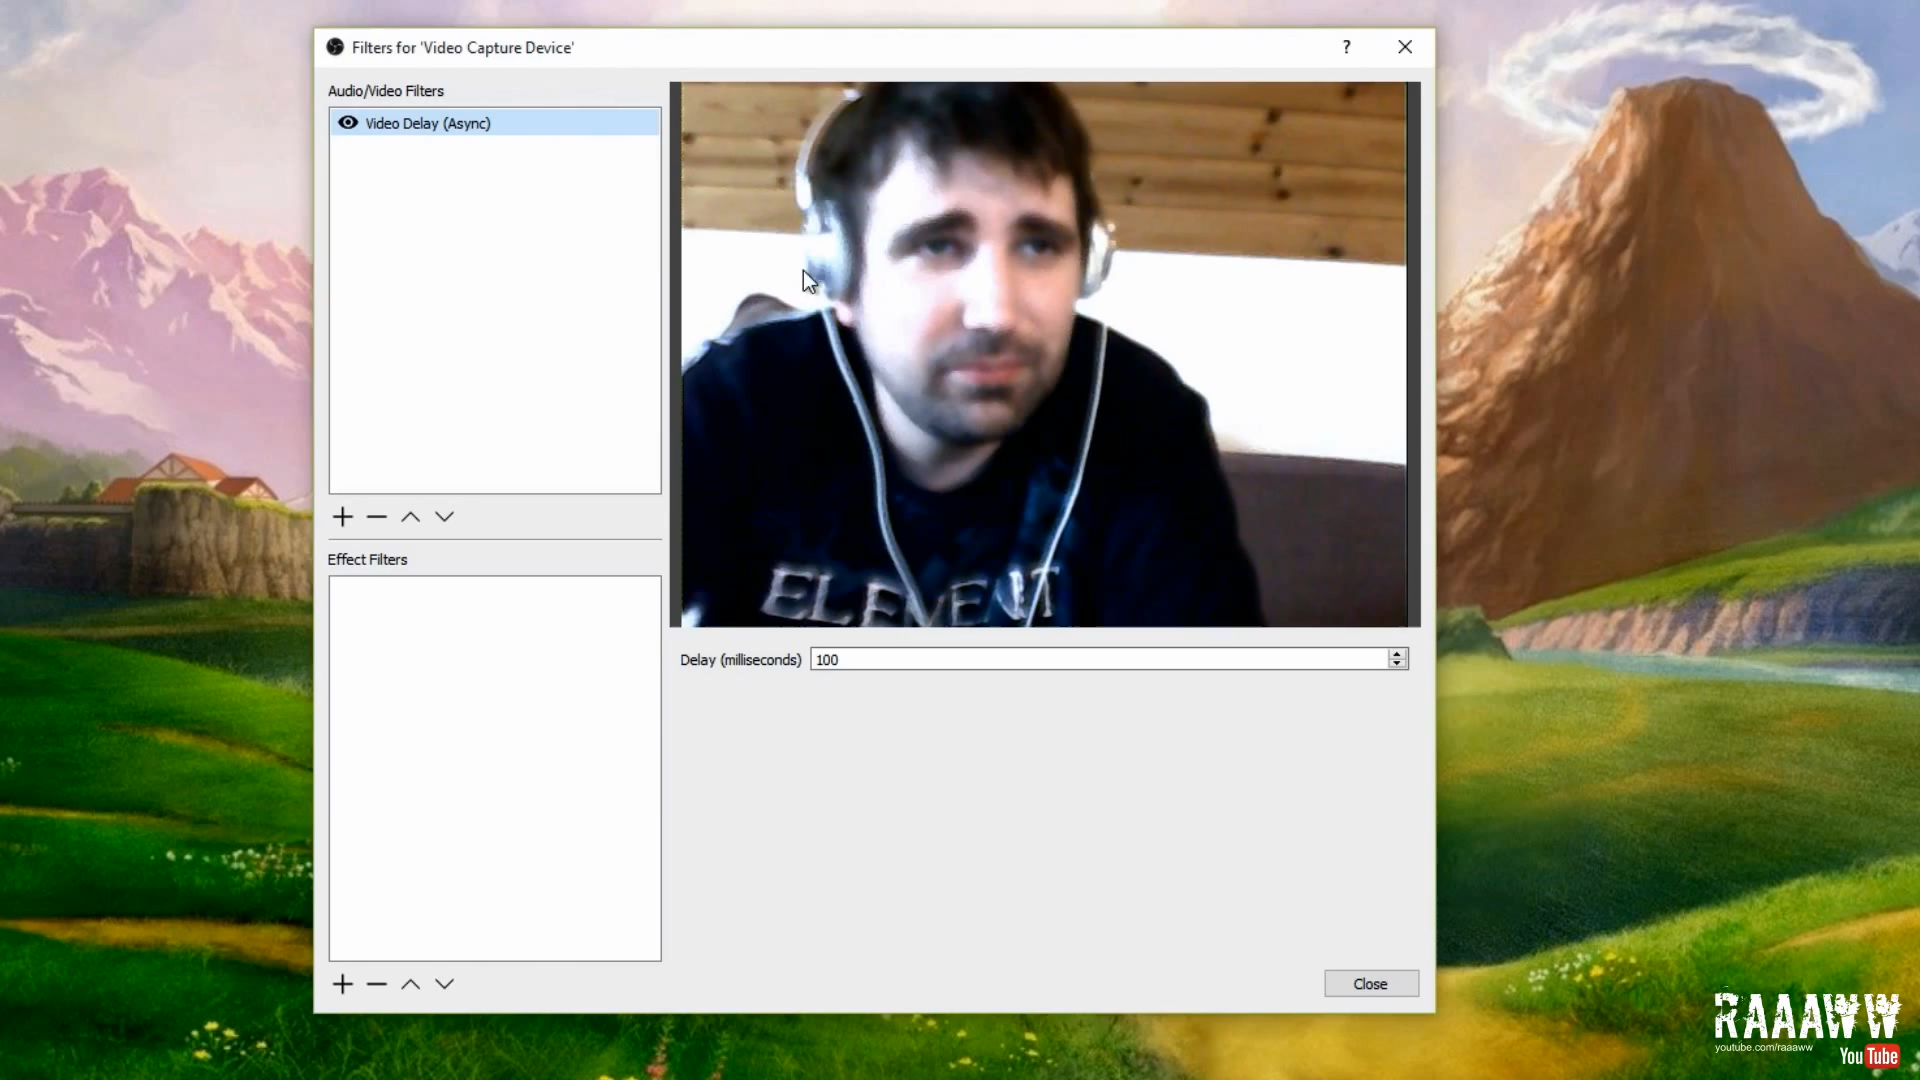 Filters for 'Video Capture Device'
?
Audio/Video Filters
Video Delay (Async)
Effect Filters
ELEMENT
Delay (milliseconds) 100
Close
RAAAWW
youtube.com/raaaww
YouTube